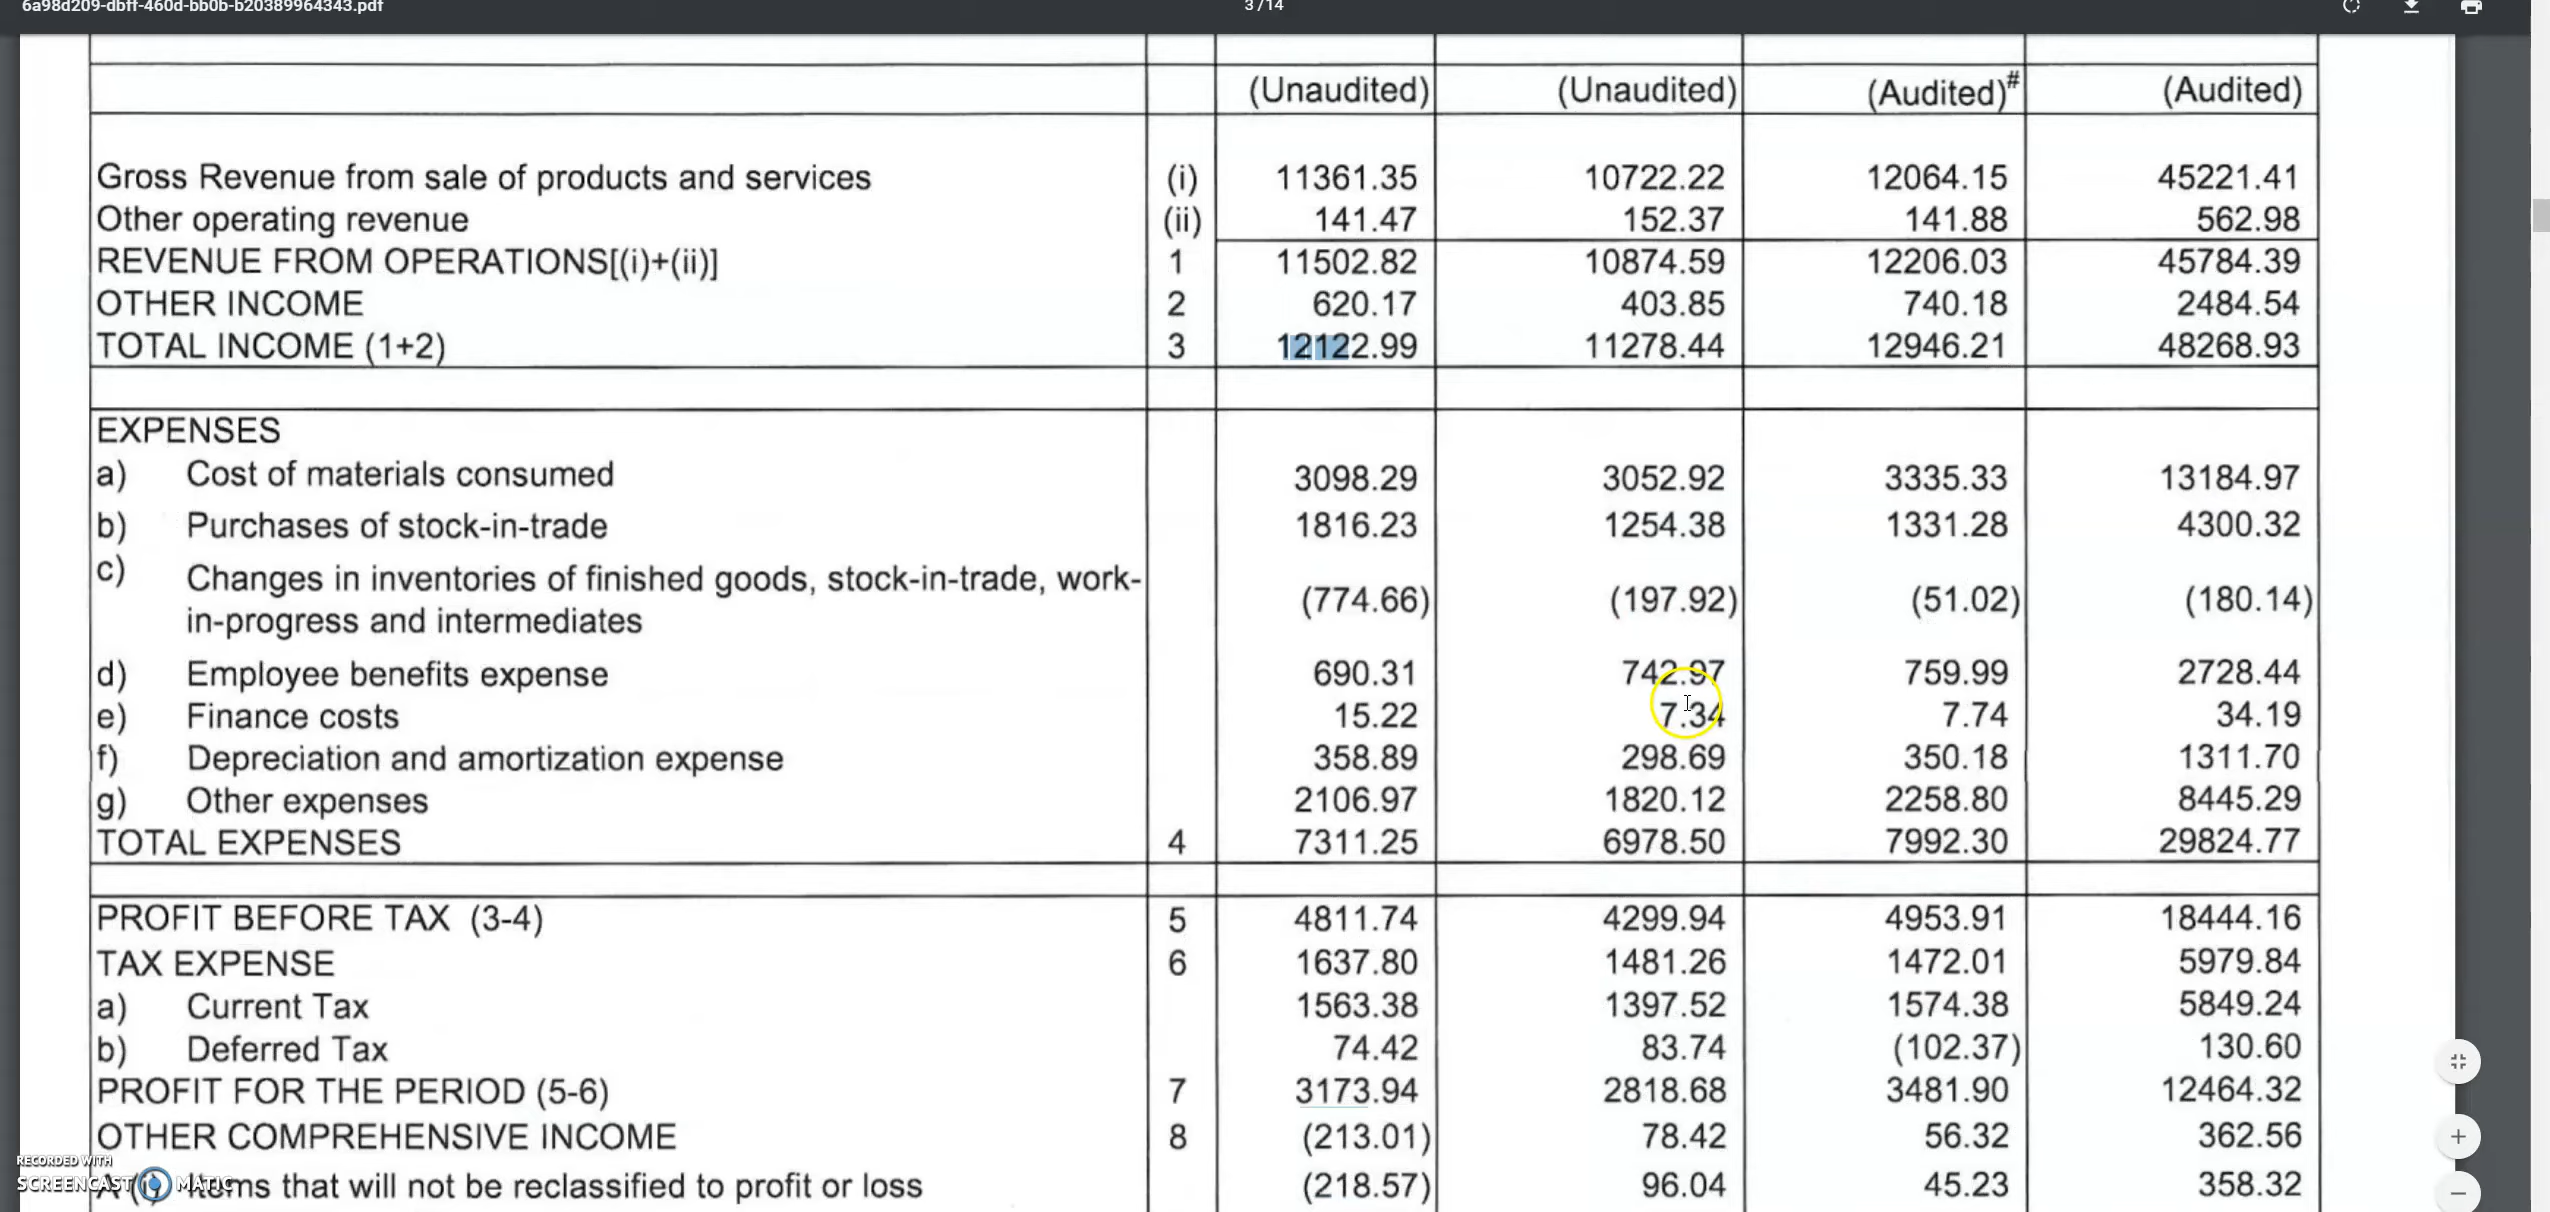 6a98d209-dbff-460d-bb0b-b20389964343.pdf 3 / 14
(Unaudited) (Unaudited) (Audited)# (Audited)
Gross Revenue from sale of products and services (i) 11361.35 10722.22 12064.15 45221.41
Other operating revenue (ii) 141.47 152.37 141.88 562.98
REVENUE FROM OPERATIONS[(i)+(ii)] 1 11502.82 10874.59 12206.03 45784.39
OTHER INCOME 2 620.17 403.85 740.18 2484.54
TOTAL INCOME (1+2) 3 12122.99 11278.44 12946.21 48268.93
EXPENSES
a) Cost of materials consumed 3098.29 3052.92 3335.33 13184.97
b) Purchases of stock-in-trade 1816.23 1254.38 1331.28 4300.32
c) Changes in inventories of finished goods, stock-in-trade, work-
in-progress and intermediates (774.66) (197.92) (51.02) (180.14)
d) Employee benefits expense 690.31 742.97 759.99 2728.44
e) Finance costs 15.22 7.34 7.74 34.19
f) Depreciation and amortization expense 358.89 298.69 350.18 1311.70
g) Other expenses 2106.97 1820.12 2258.80 8445.29
TOTAL EXPENSES 4 7311.25 6978.50 7992.30 29824.77
PROFIT BEFORE TAX (3-4) 5 4811.74 4299.94 4953.91 18444.16
TAX EXPENSE 6 1637.80 1481.26 1472.01 5979.84
a) Current Tax 1563.38 1397.52 1574.38 5849.24
b) Deferred Tax 74.42 83.74 (102.37) 130.60
PROFIT FOR THE PERIOD (5-6) 7 3173.94 2818.68 3481.90 12464.32
OTHER COMPREHENSIVE INCOME 8 (213.01) 78.42 56.32 362.56
RECORDED WITH
SCREENCAST MATIC
that will not be reclassified to profit or loss (218.57) 96.04 45.23 358.32